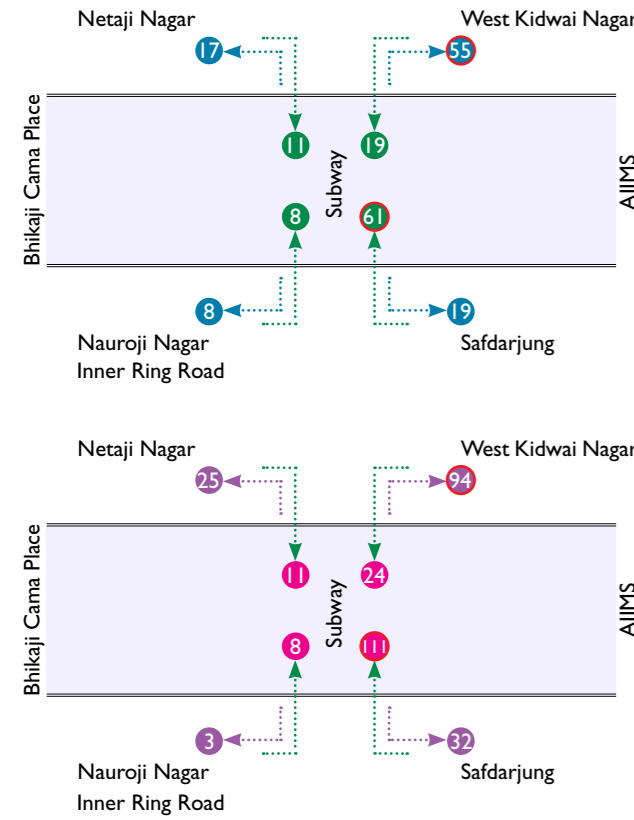 Netaji Nagar
West Kidwai Nagar
17
55
Bhikaji Cama Place
11
19
Subway
AIIMS
8
61
8
19
Nauroji Nagar
Inner Ring Road
Safdarjung
Netaji Nagar
West Kidwai Nagar
25
94
Bhikaji Cama Place
11
24
Subway
AIIMS
8
111
3
32
Nauroji Nagar
Inner Ring Road
Safdarjung